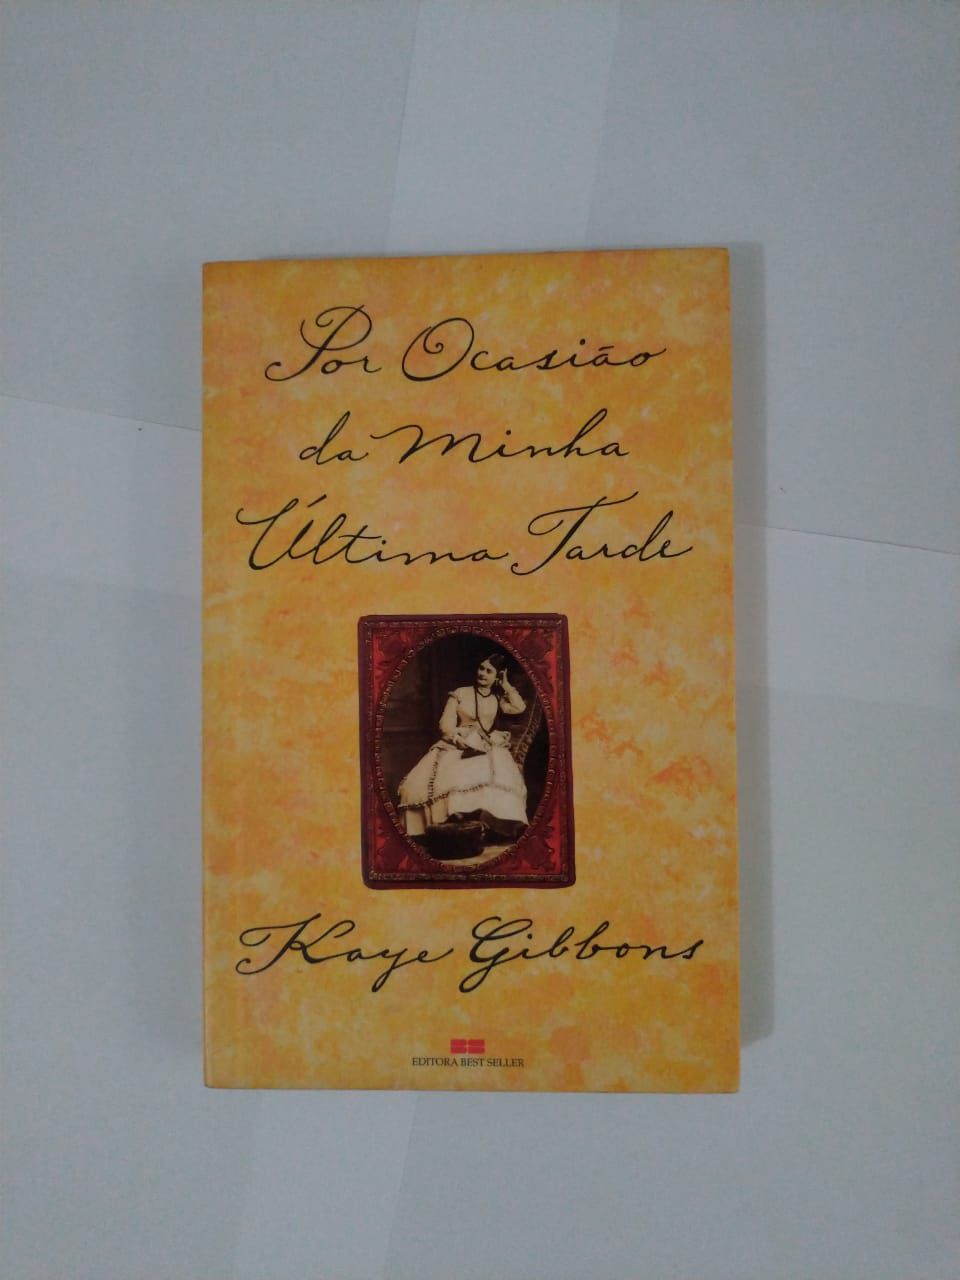 Por Ocasião
da Minha
Última Tarde
Kaye Gibbons
EDITORA BEST SELLER